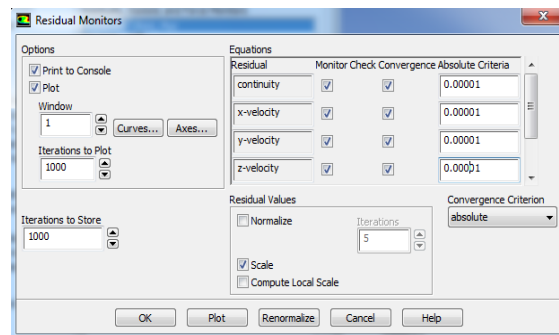 Residual Monitors
Options
Print to Console
Plot
Window
1
Curves...
Axes...
Iterations to Plot
1000
Iterations to Store
1000
Equations
Residual Monitor Check Convergence Absolute Criteria
continuity 0.00001
x-velocity 0.00001
y-velocity 0.00001
z-velocity 0.00001
Residual Values
Normalize
Iterations
5
Scale
Compute Local Scale
Convergence Criterion
absolute
OK Plot Renormalize Cancel Help